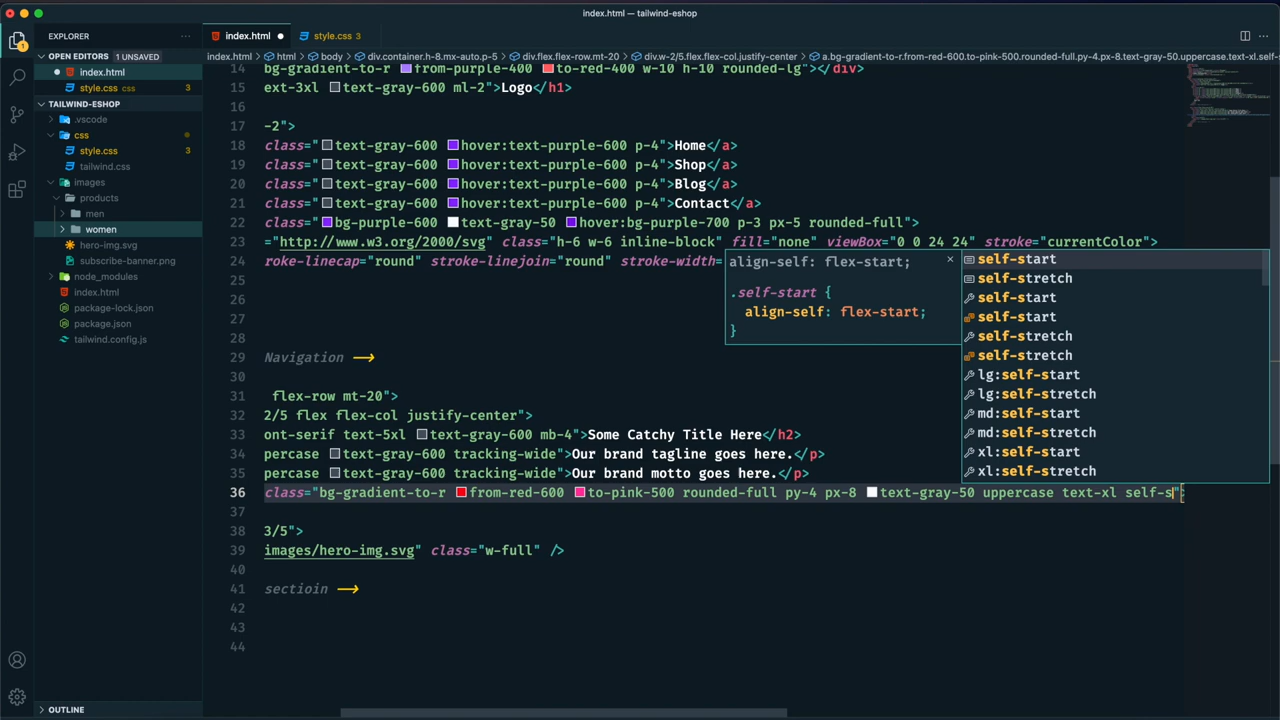 index.html — tailwind-eshop
EXPLORER
index.html
style.css 3
OPEN EDITORS 1 UNSAVED
index.html
style.css css 3
TAILWIND-ESHOP
.vscode
css
style.css 3
tailwind.css
images
products
men
women
hero-img.svg
subscribe-banner.png
node_modules
index.html
package-lock.json
package.json
tailwind.config.js
OUTLINE
index.html > html > body > div.container.h-8.mx-auto.p-5 > div.flex.flex-row.mt-20 > div.w-2/5.flex.flex-col.justify-center > a.bg-gradient-to-r.from-red-600.to-pink-500.rounded-full.py-4.px-8.text-gray-50.uppercase.text-xl.self-s
14 bg-gradient-to-r from-purple-400 to-red-400 w-10 h-10 rounded-lg"></div>
15 ext-3xl text-gray-600 ml-2">Logo</h1>
16
17 -2">
18 class="text-gray-600 hover:text-purple-600 p-4">Home</a>
19 class="text-gray-600 hover:text-purple-600 p-4">Shop</a>
20 class="text-gray-600 hover:text-purple-600 p-4">Blog</a>
21 class="text-gray-600 hover:text-purple-600 p-4">Contact</a>
22 class="bg-purple-600 text-gray-50 hover:bg-purple-700 p-3 px-5 rounded-full">
23 ="http://www.w3.org/2000/svg" class="h-6 w-6 inline-block" fill="none" viewBox="0 0 24 24" stroke="currentColor">
24 roke-linecap="round" stroke-linejoin="round" stroke-width=
25
26
27
28
29 Navigation -->
30
31 flex-row mt-20">
32 2/5 flex flex-col justify-center">
33 ont-serif text-5xl text-gray-600 mb-4">Some Catchy Title Here</h2>
34 percase text-gray-600 tracking-wide">Our brand tagline goes here.</p>
35 percase text-gray-600 tracking-wide">Our brand motto goes here.</p>
36 class="bg-gradient-to-r from-red-600 to-pink-500 rounded-full py-4 px-8 text-gray-50 uppercase text-xl self-s"
37
38 3/5">
39 images/hero-img.svg" class="w-full" />
40
41 sectioin -->
42
43
44
align-self: flex-start;
.self-start {
align-self: flex-start;
}
self-start
self-stretch
self-start
self-start
self-stretch
self-stretch
lg:self-start
lg:self-stretch
md:self-start
md:self-stretch
xl:self-start
xl:self-stretch